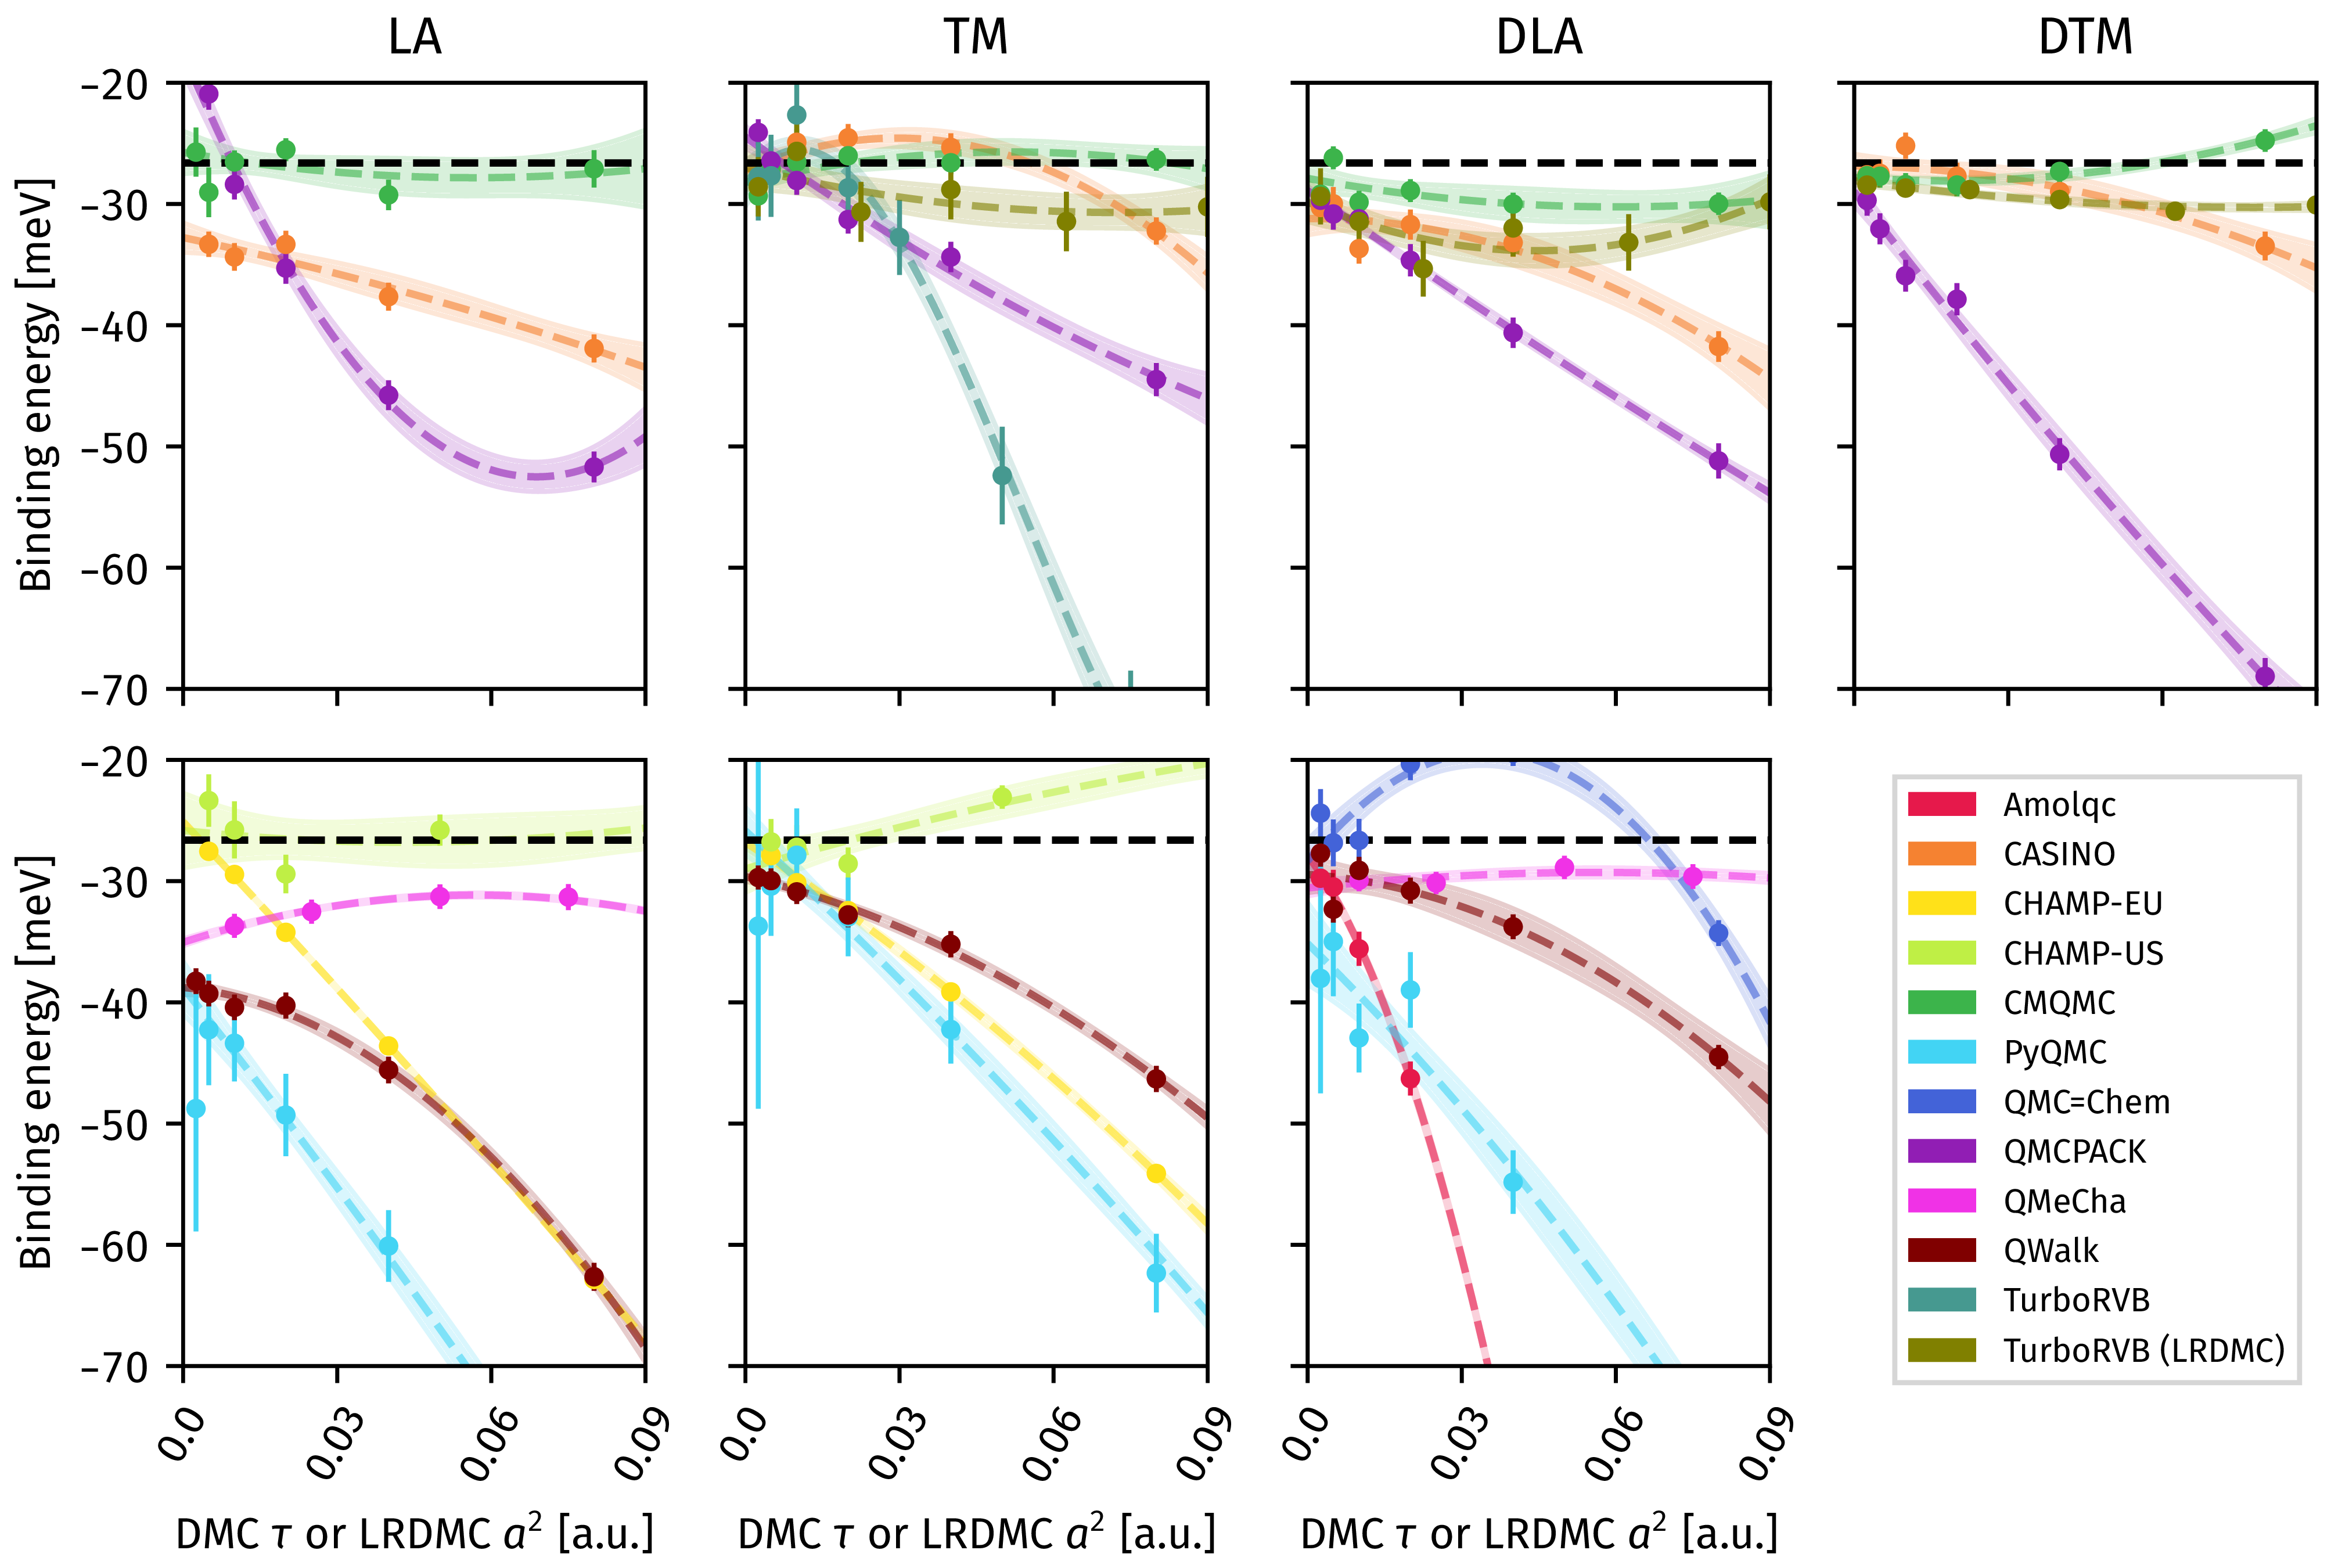 LA TM DLA DTM
Binding energy [meV]
−20
−30
−40
−50
−60
−70
Binding energy [meV]
−20
−30
−40
−50
−60
−70
0.0 0.03 0.06 0.09
0.0 0.03 0.06 0.09
0.0 0.03 0.06 0.09
DMC τ or LRDMC a² [a.u.]
DMC τ or LRDMC a² [a.u.]
DMC τ or LRDMC a² [a.u.]
Amolqc
CASINO
CHAMP-EU
CHAMP-US
CMQMC
PyQMC
QMC=Chem
QMCPACK
QMeCha
QWalk
TurboRVB
TurboRVB (LRDMC)